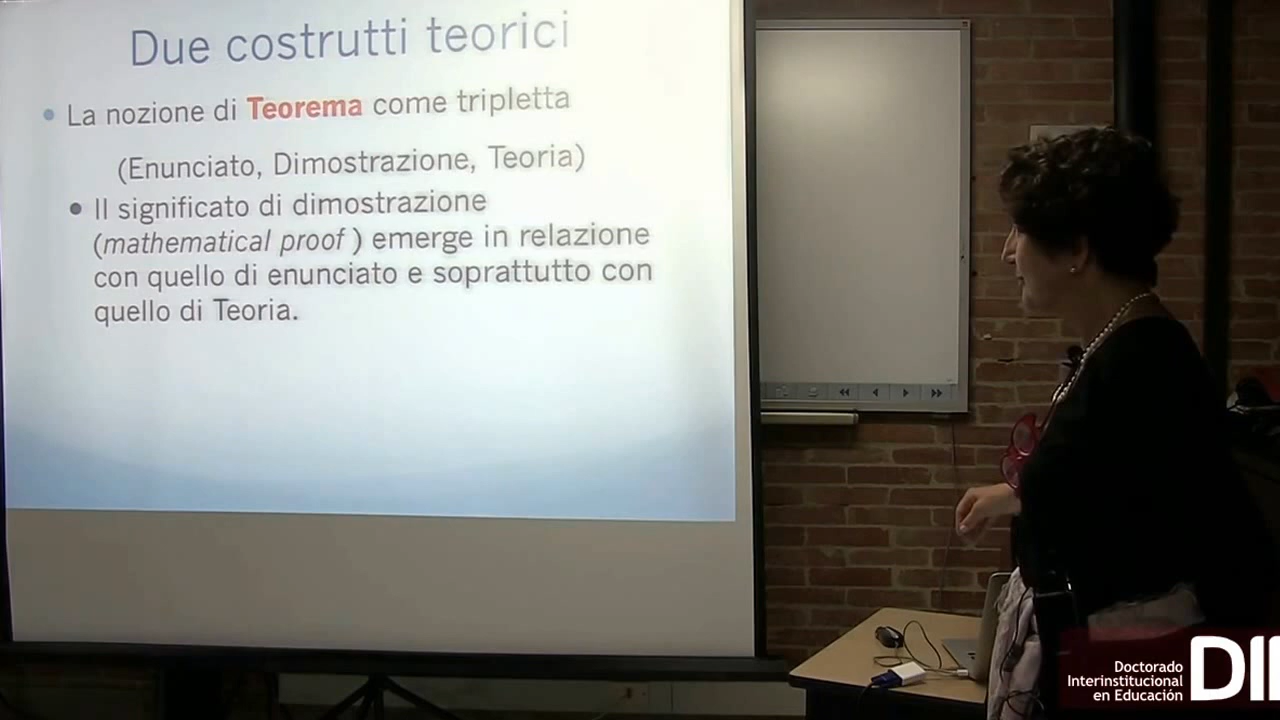 Due costrutti teorici
• La nozione di Teorema come tripletta
(Enunciato, Dimostrazione, Teoria)
• Il significato di dimostrazione
(mathematical proof ) emerge in relazione
con quello di enunciato e soprattutto con
quello di Teoria.
Doctorado
Interinstitucional
en Educación
DI